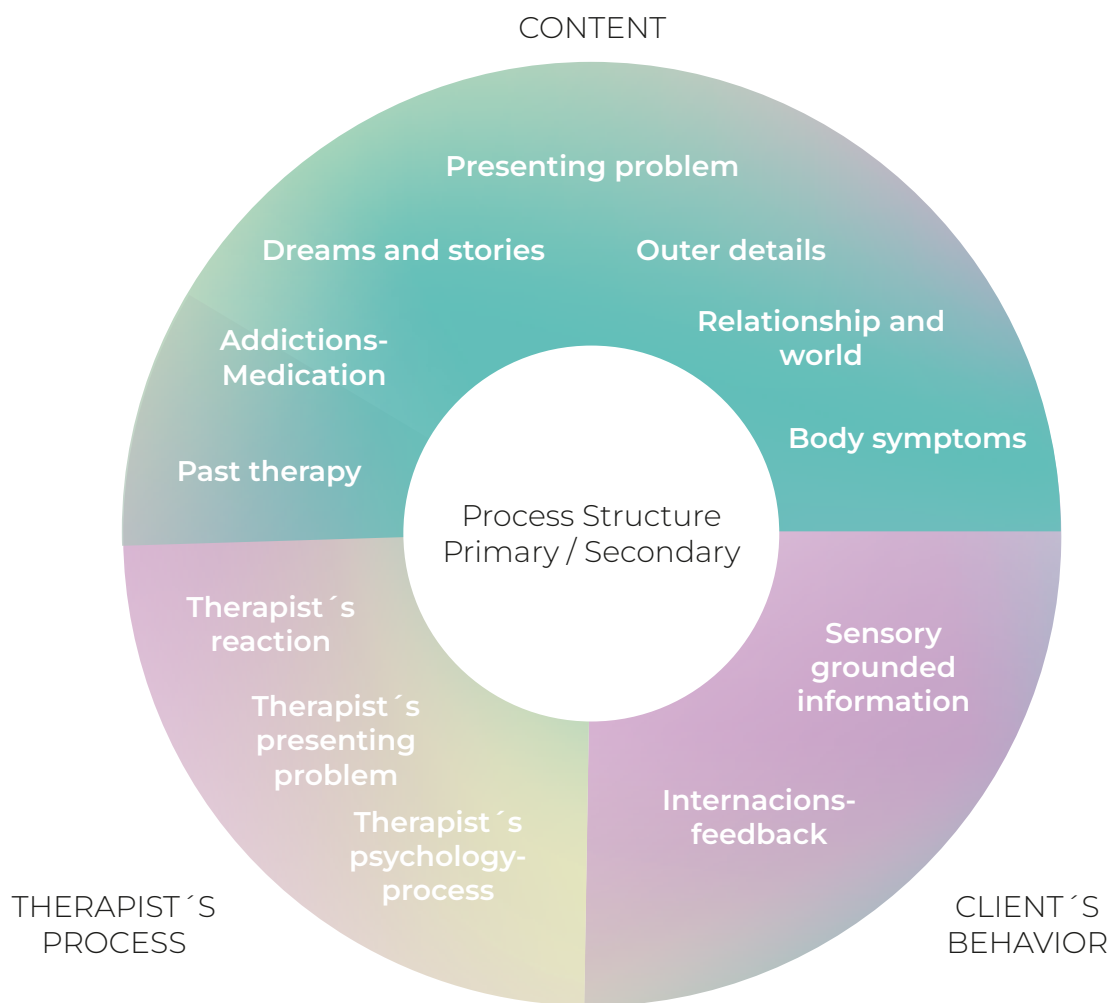 CONTENT
Presenting problem
Dreams and stories
Outer details
Relationship and
world
Addictions-
Medication
Body symptoms
Past therapy
Process Structure
Primary / Secondary
Therapist´s
reaction
Sensory
grounded
information
Therapist´s
presenting
problem
Internacions-
feedback
Therapist´s
psychology-
process
THERAPIST´S
PROCESS
CLIENT´S
BEHAVIOR